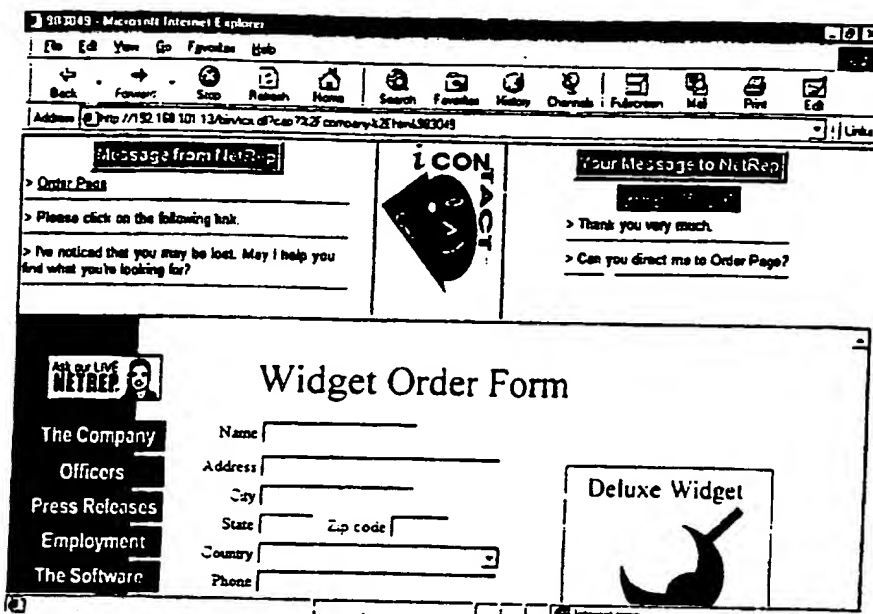 983049 - Microsoft Internet Explorer
File Edit View Go Favorites Help
Back Forward Stop Refresh Home Search Favorites History Channels Fullscreen Mail Print Edit
Address Links
Message from NetRep
> Order Page
> Please click on the following link.
> I've noticed that you may be lost. May I help you
find what you're looking for?
i CONTACT
Your Message to NetRep
> Thank you very much.
> Can you direct me to Order Page?
Ask our LIVE
NETREP.
The Company
Officers
Press Releases
Employment
The Software
Widget Order Form
Name
Address
City
State Zip code
Country
Phone
Deluxe Widget